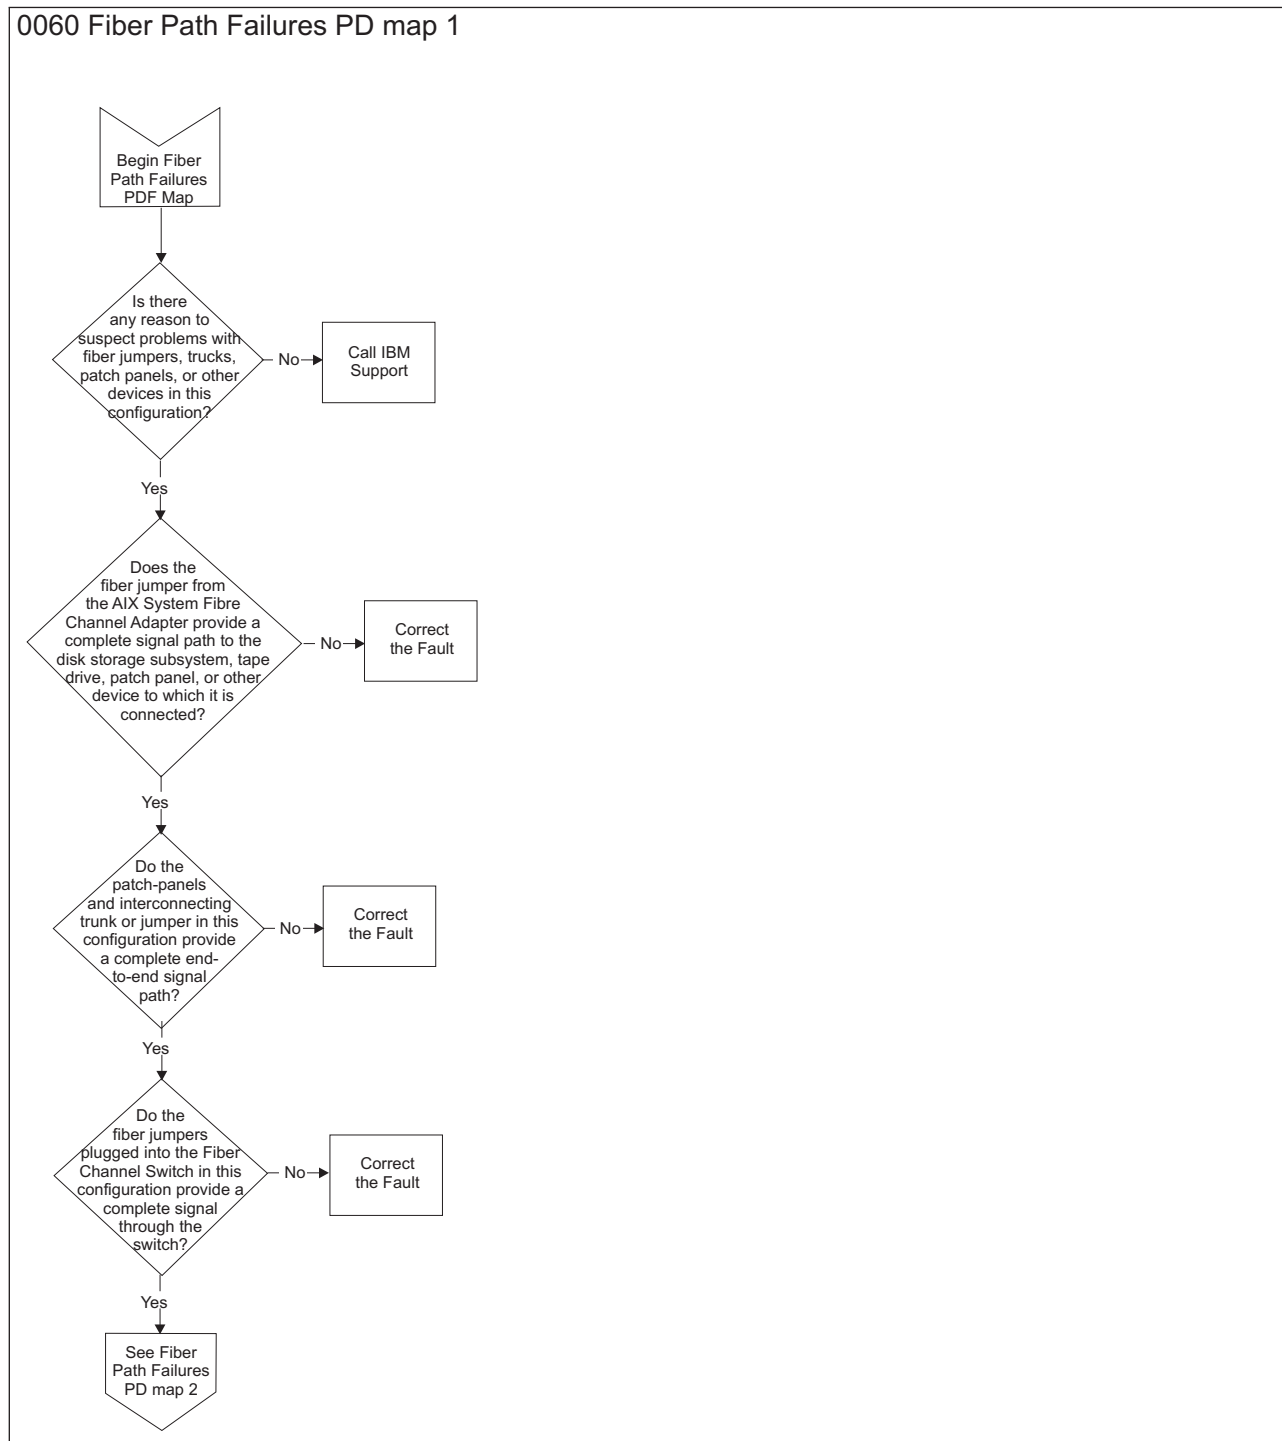 0060 Fiber Path Failures PD map 1
Begin Fiber
Path Failures
PDF Map
Is there
any reason to
suspect problems with
fiber jumpers, trucks,
patch panels, or other
devices in this
configuration?
No
Call IBM
Support
Yes
Does the
fiber jumper from
the AIX System Fibre
Channel Adapter provide a
complete signal path to the
disk storage subsystem, tape
drive, patch panel, or other
device to which it is
connected?
No
Correct
the Fault
Yes
Do the
patch-panels
and interconnecting
trunk or jumper in this
configuration provide
a complete end-
to-end signal
path?
No
Correct
the Fault
Yes
Do the
fiber jumpers
plugged into the Fiber
Channel Switch in this
configuration provide a
complete signal
through the
switch?
No
Correct
the Fault
Yes
See Fiber
Path Failures
PD map 2